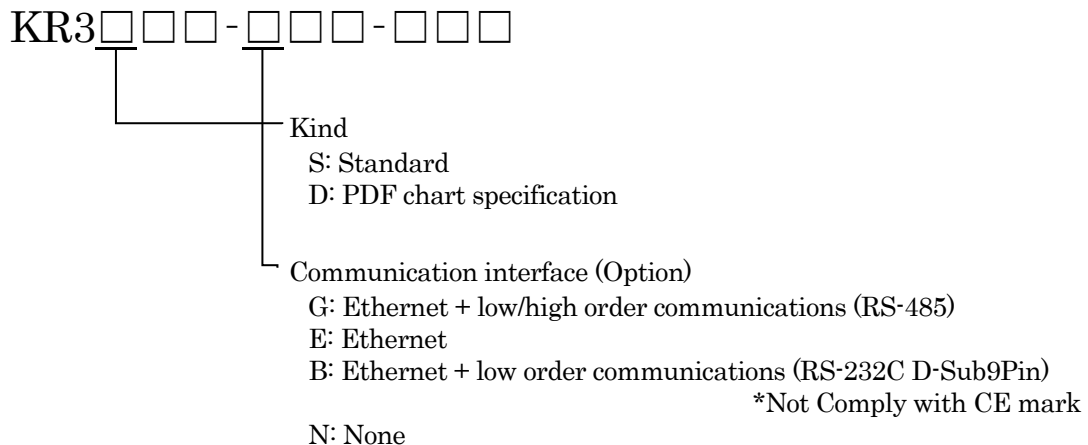 KR3□□□-□□□-□□□
Kind
S: Standard
D: PDF chart specification
Communication interface (Option)
G: Ethernet + low/high order communications (RS-485)
E: Ethernet
B: Ethernet + low order communications (RS-232C D-Sub9Pin)
*Not Comply with CE mark
N: None